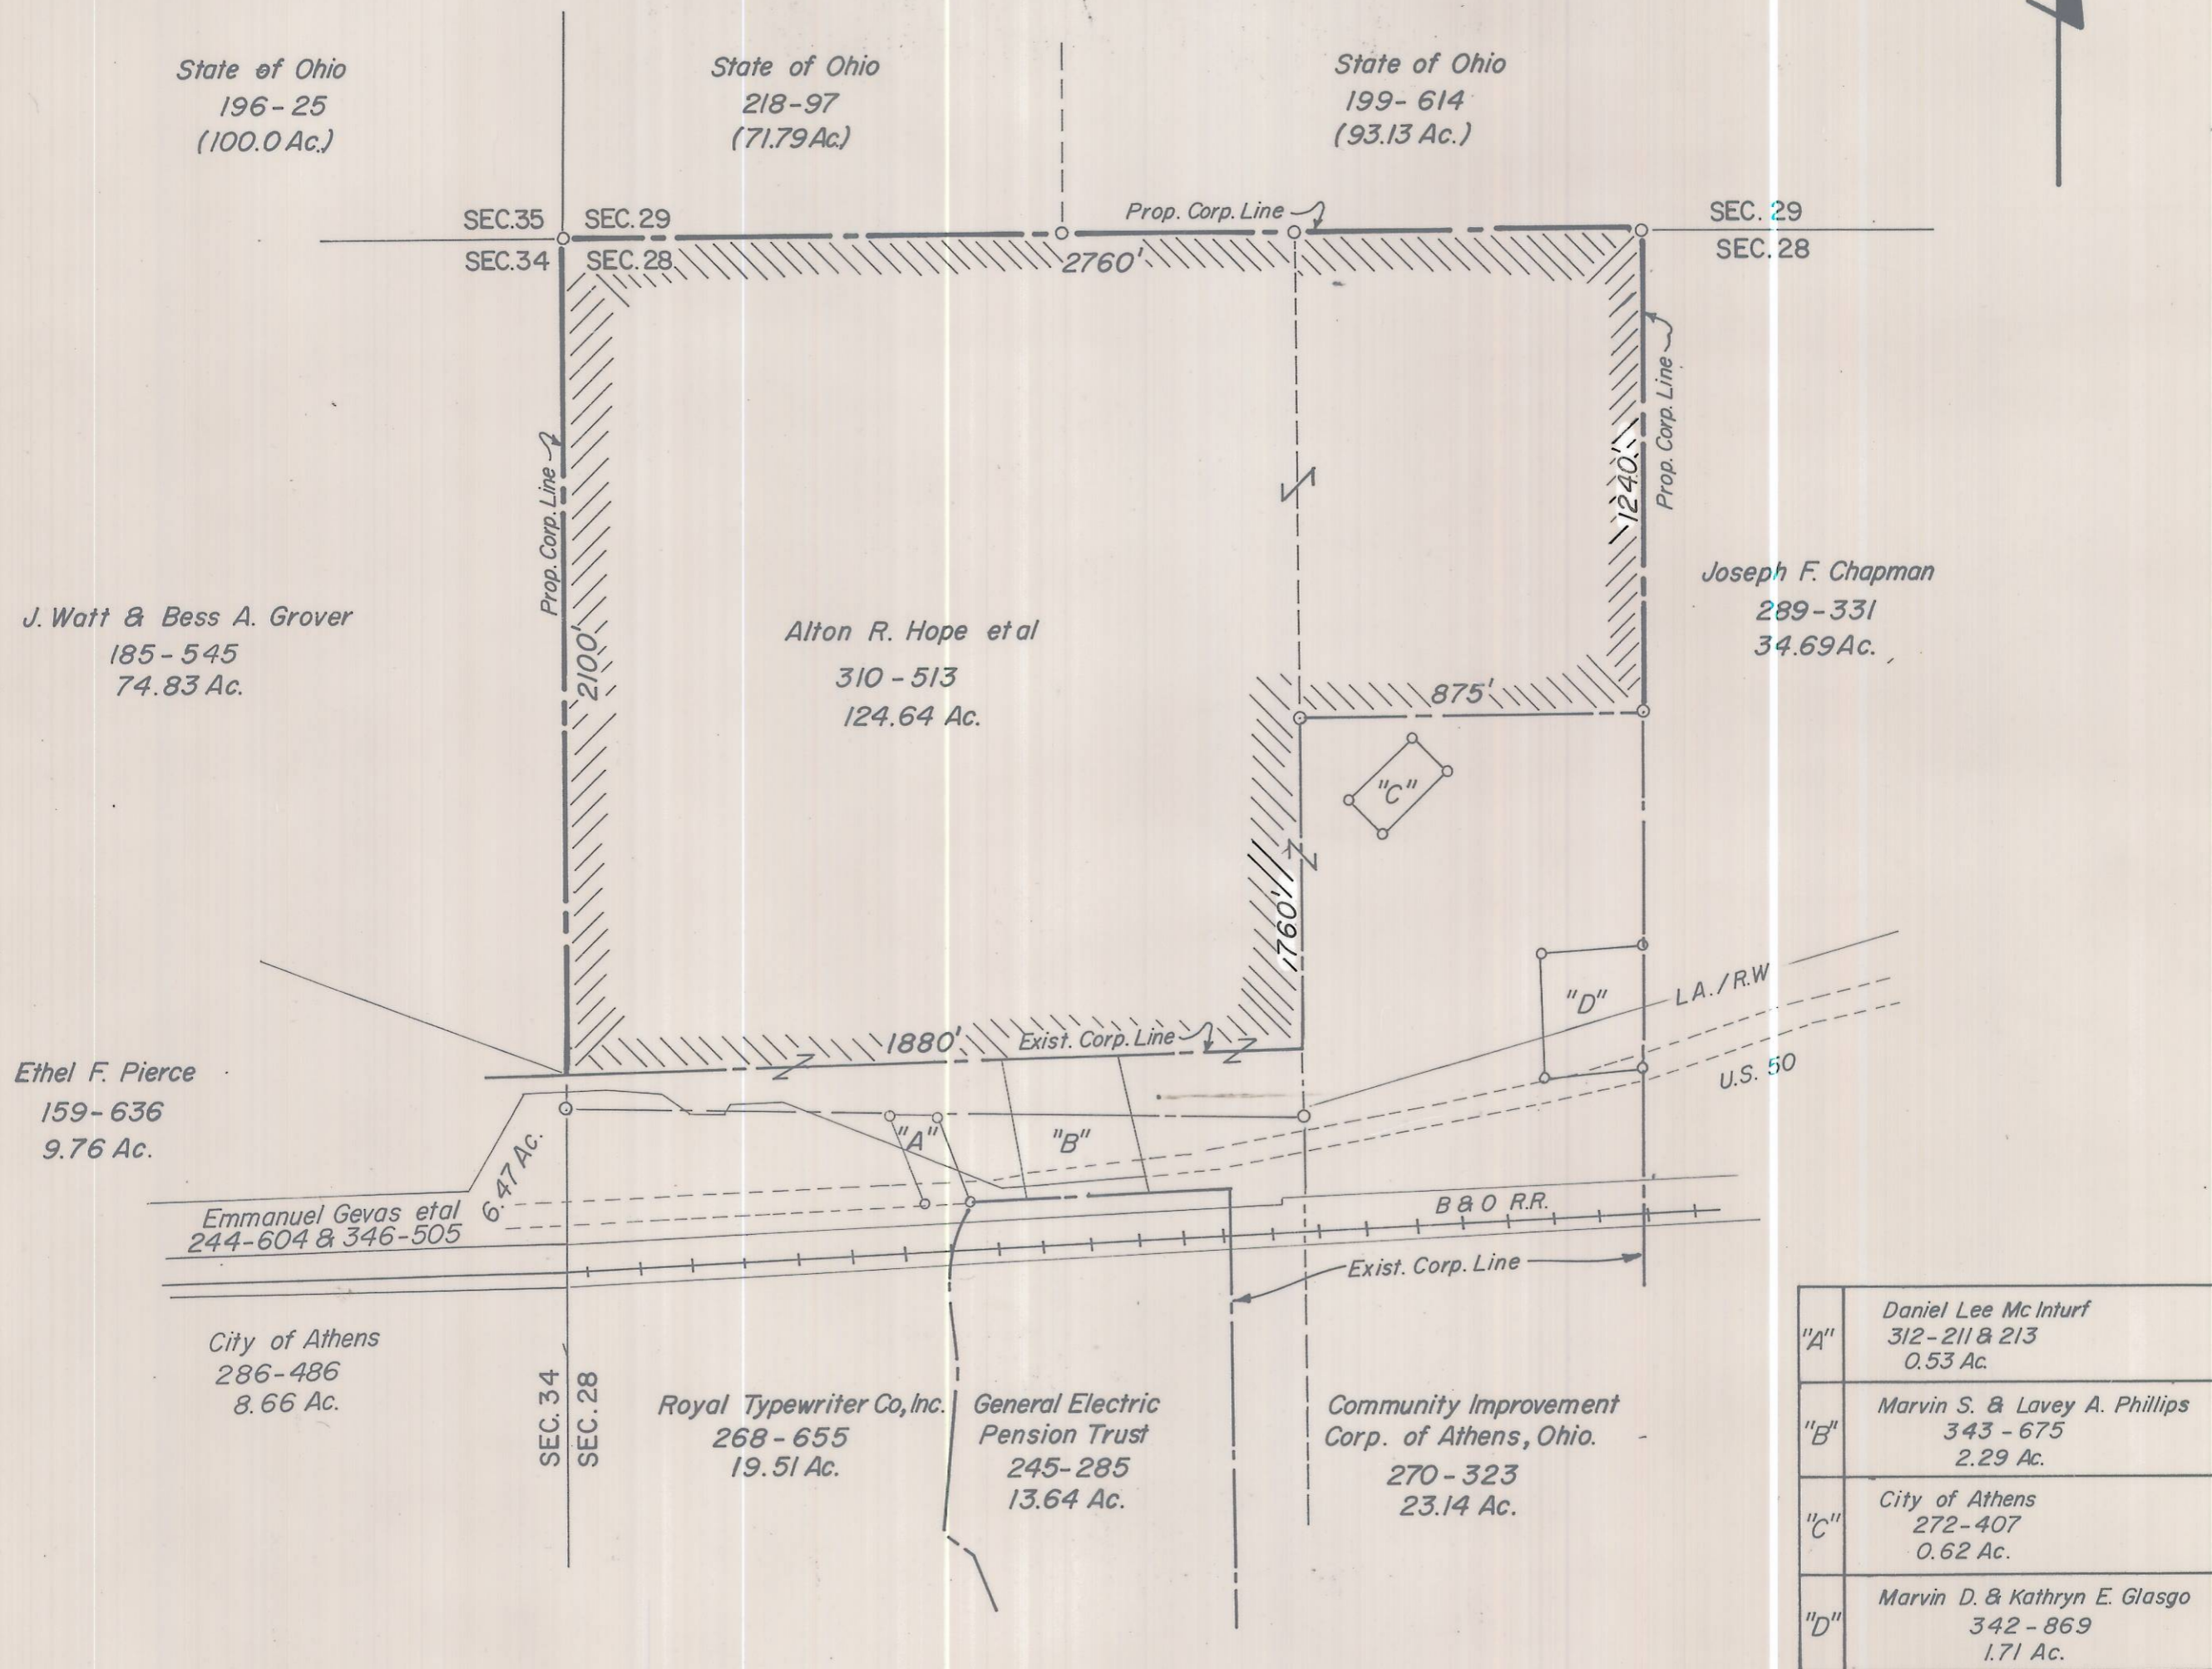 State of Ohio
196-25
(100.0 Ac.)
State of Ohio
218-97
(71.79 Ac.)
State of Ohio
199-614
(93.13 Ac.)
SEC. 35
SEC. 29
SEC. 34
SEC. 28
Prop. Corp. Line
2760'
SEC. 29
SEC. 28
Prop. Corp. Line
2100'
Prop. Corp. Line
1240'
J. Watt & Bess A. Grover
185-545
74.83 Ac.
Alton R. Hope et al
310-513
124.64 Ac.
Joseph F. Chapman
289-331
34.69 Ac.
875'
"C"
760'
"D"
L.A./R.W
U.S. 50
1880'
Exist. Corp. Line
Ethel F. Pierce
159-636
9.76 Ac.
6.47 Ac.
"A"
"B"
Emmanuel Gevas etal
244-604 & 346-505
B & O R.R.
Exist. Corp. Line
City of Athens
286-486
8.66 Ac.
SEC. 34
SEC. 28
Royal Typewriter Co, Inc.
268-655
19.51 Ac.
General Electric
Pension Trust
245-285
13.64 Ac.
Community Improvement
Corp. of Athens, Ohio.
270-323
23.14 Ac.
"A"
Daniel Lee McInturf
312-211 & 213
0.53 Ac.
"B"
Marvin S. & Lavey A. Phillips
343-675
2.29 Ac.
"C"
City of Athens
272-407
0.62 Ac.
"D"
Marvin D. & Kathryn E. Glasgo
342-869
1.71 Ac.